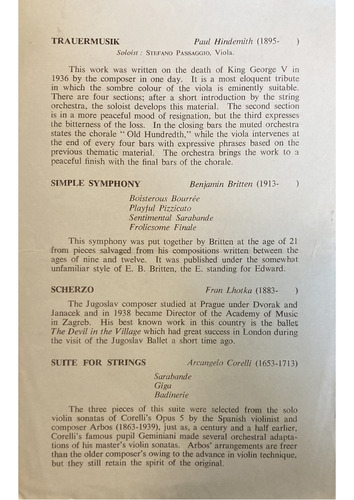 TRAUERMUSIK Paul Hindemith (1895- )
Soloist: STEFANO PASSAGGIO, Viola.
This work was written on the death of King George V in
1936 by the composer in one day. It is a most eloquent tribute
in which the sombre colour of the viola is eminently suitable.
There are four sections; after a short introduction by the string
orchestra, the soloist develops this material. The second section
is in a more peaceful mood of resignation, but the third expresses
the bitterness of the loss. In the closing bars the muted orchestra
states the chorale " Old Hundredth," while the viola intervenes
at the end of every four bars with expressive phrases based on the
previous thematic material. The orchestra brings the work to a
peaceful finish with the final bars of the chorale.
SIMPLE SYMPHONY Benjamin Britten (1913- )
Boisterous Bourrée
Playful Pizzicato
Sentimental Sarabande
Frolicsome Finale
This symphony was put together by Britten at the age of 21
from pieces salvaged from his compositions written between the
ages of nine and twelve. It was published under the somewhat
unfamiliar style of E. B. Britten, the E. standing for Edward.
SCHERZO Fran Lhotka (1883- )
The Jugoslav composer studied at Prague under Dvorak and
Janacek and in 1938 became Director of the Academy of Music
in Zagreb. His best known work in this country is the ballet
The Devil in the Village which had great success in London during
the visit of the Jugoslav Ballet a short time ago.
SUITE FOR STRINGS Arcangelo Corelli (1653-1713)
Sarabande
Giga
Badinerie
The three pieces of this suite were selected from the solo
violin sonatas of Corelli's Opus 5 by the Spanish violinist and
composer Arbos (1863-1939), just as, a century and a half earlier,
Corelli's famous pupil Geminiani made several orchestral adapta-
tions of his master's violin sonatas. Arbos' arrangements are freer
than the older composer's owing to the advance in violin technique,
but they still retain the spirit of the original.